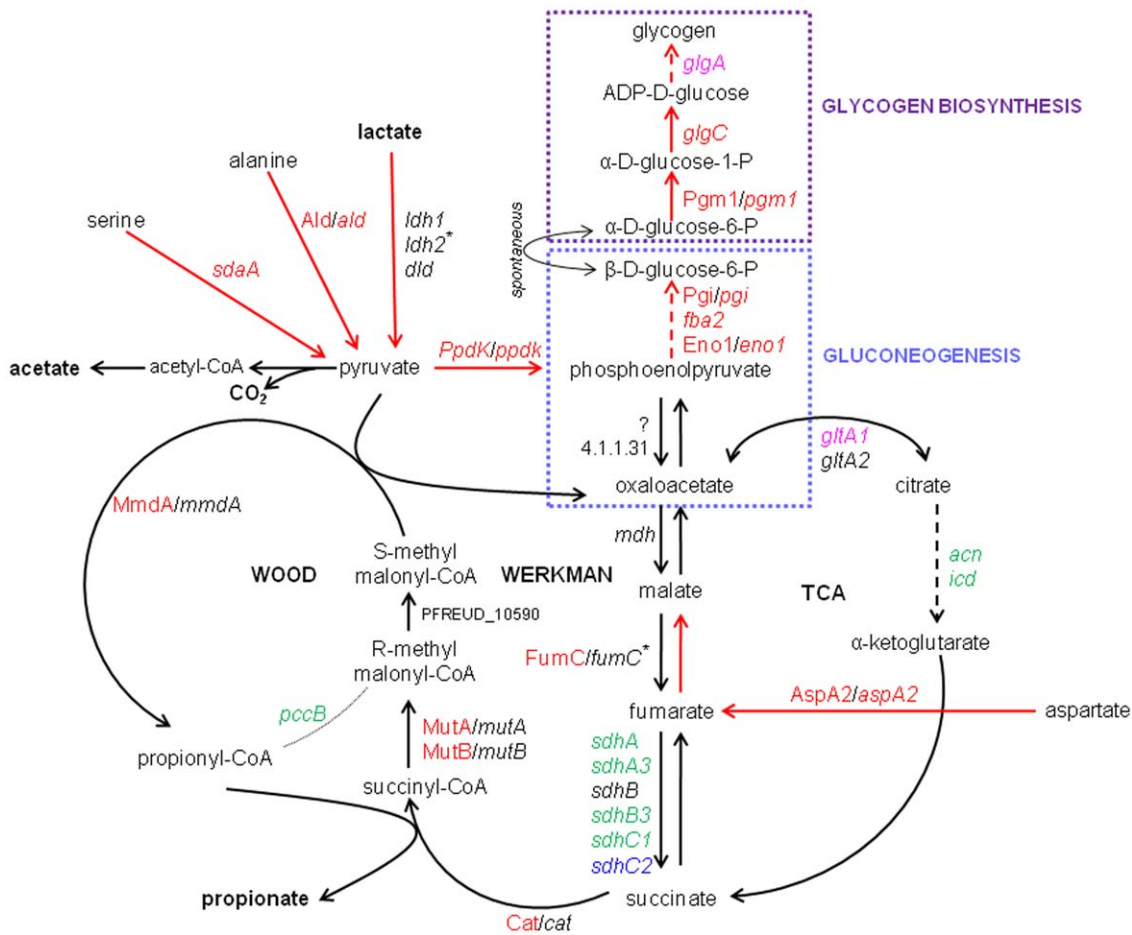 glycogen
glgA
ADP-D-glucose
GLYCOGEN BIOSYNTHESIS
glgC
α-D-glucose-1-P
Pgm1/pgm1
α-D-glucose-6-P
spontaneous
β-D-glucose-6-P
Pgi/pgi
fba2
Eno1/eno1
GLUCONEOGENESIS
phosphoenolpyruvate
lactate
alanine
serine
Ald/ald
ldh1
ldh2*
dld
sdaA
PpdK/ppdk
acetate
acetyl-CoA
pyruvate
CO2
?
4.1.1.31
gltA1
gltA2
oxaloacetate
citrate
MmdA/mmdA
mdh
acn
icd
S-methyl
malonyl-CoA
WOOD
WERKMAN
malate
TCA
PFREUD_10590
R-methyl
malonyl-CoA
FumC/fumC*
α-ketoglutarate
pccB
AspA2/aspA2
fumarate
aspartate
MutA/mutA
MutB/mutB
propionyl-CoA
succinyl-CoA
sdhA
sdhA3
sdhB
sdhB3
sdhC1
sdhC2
propionate
succinate
Cat/cat